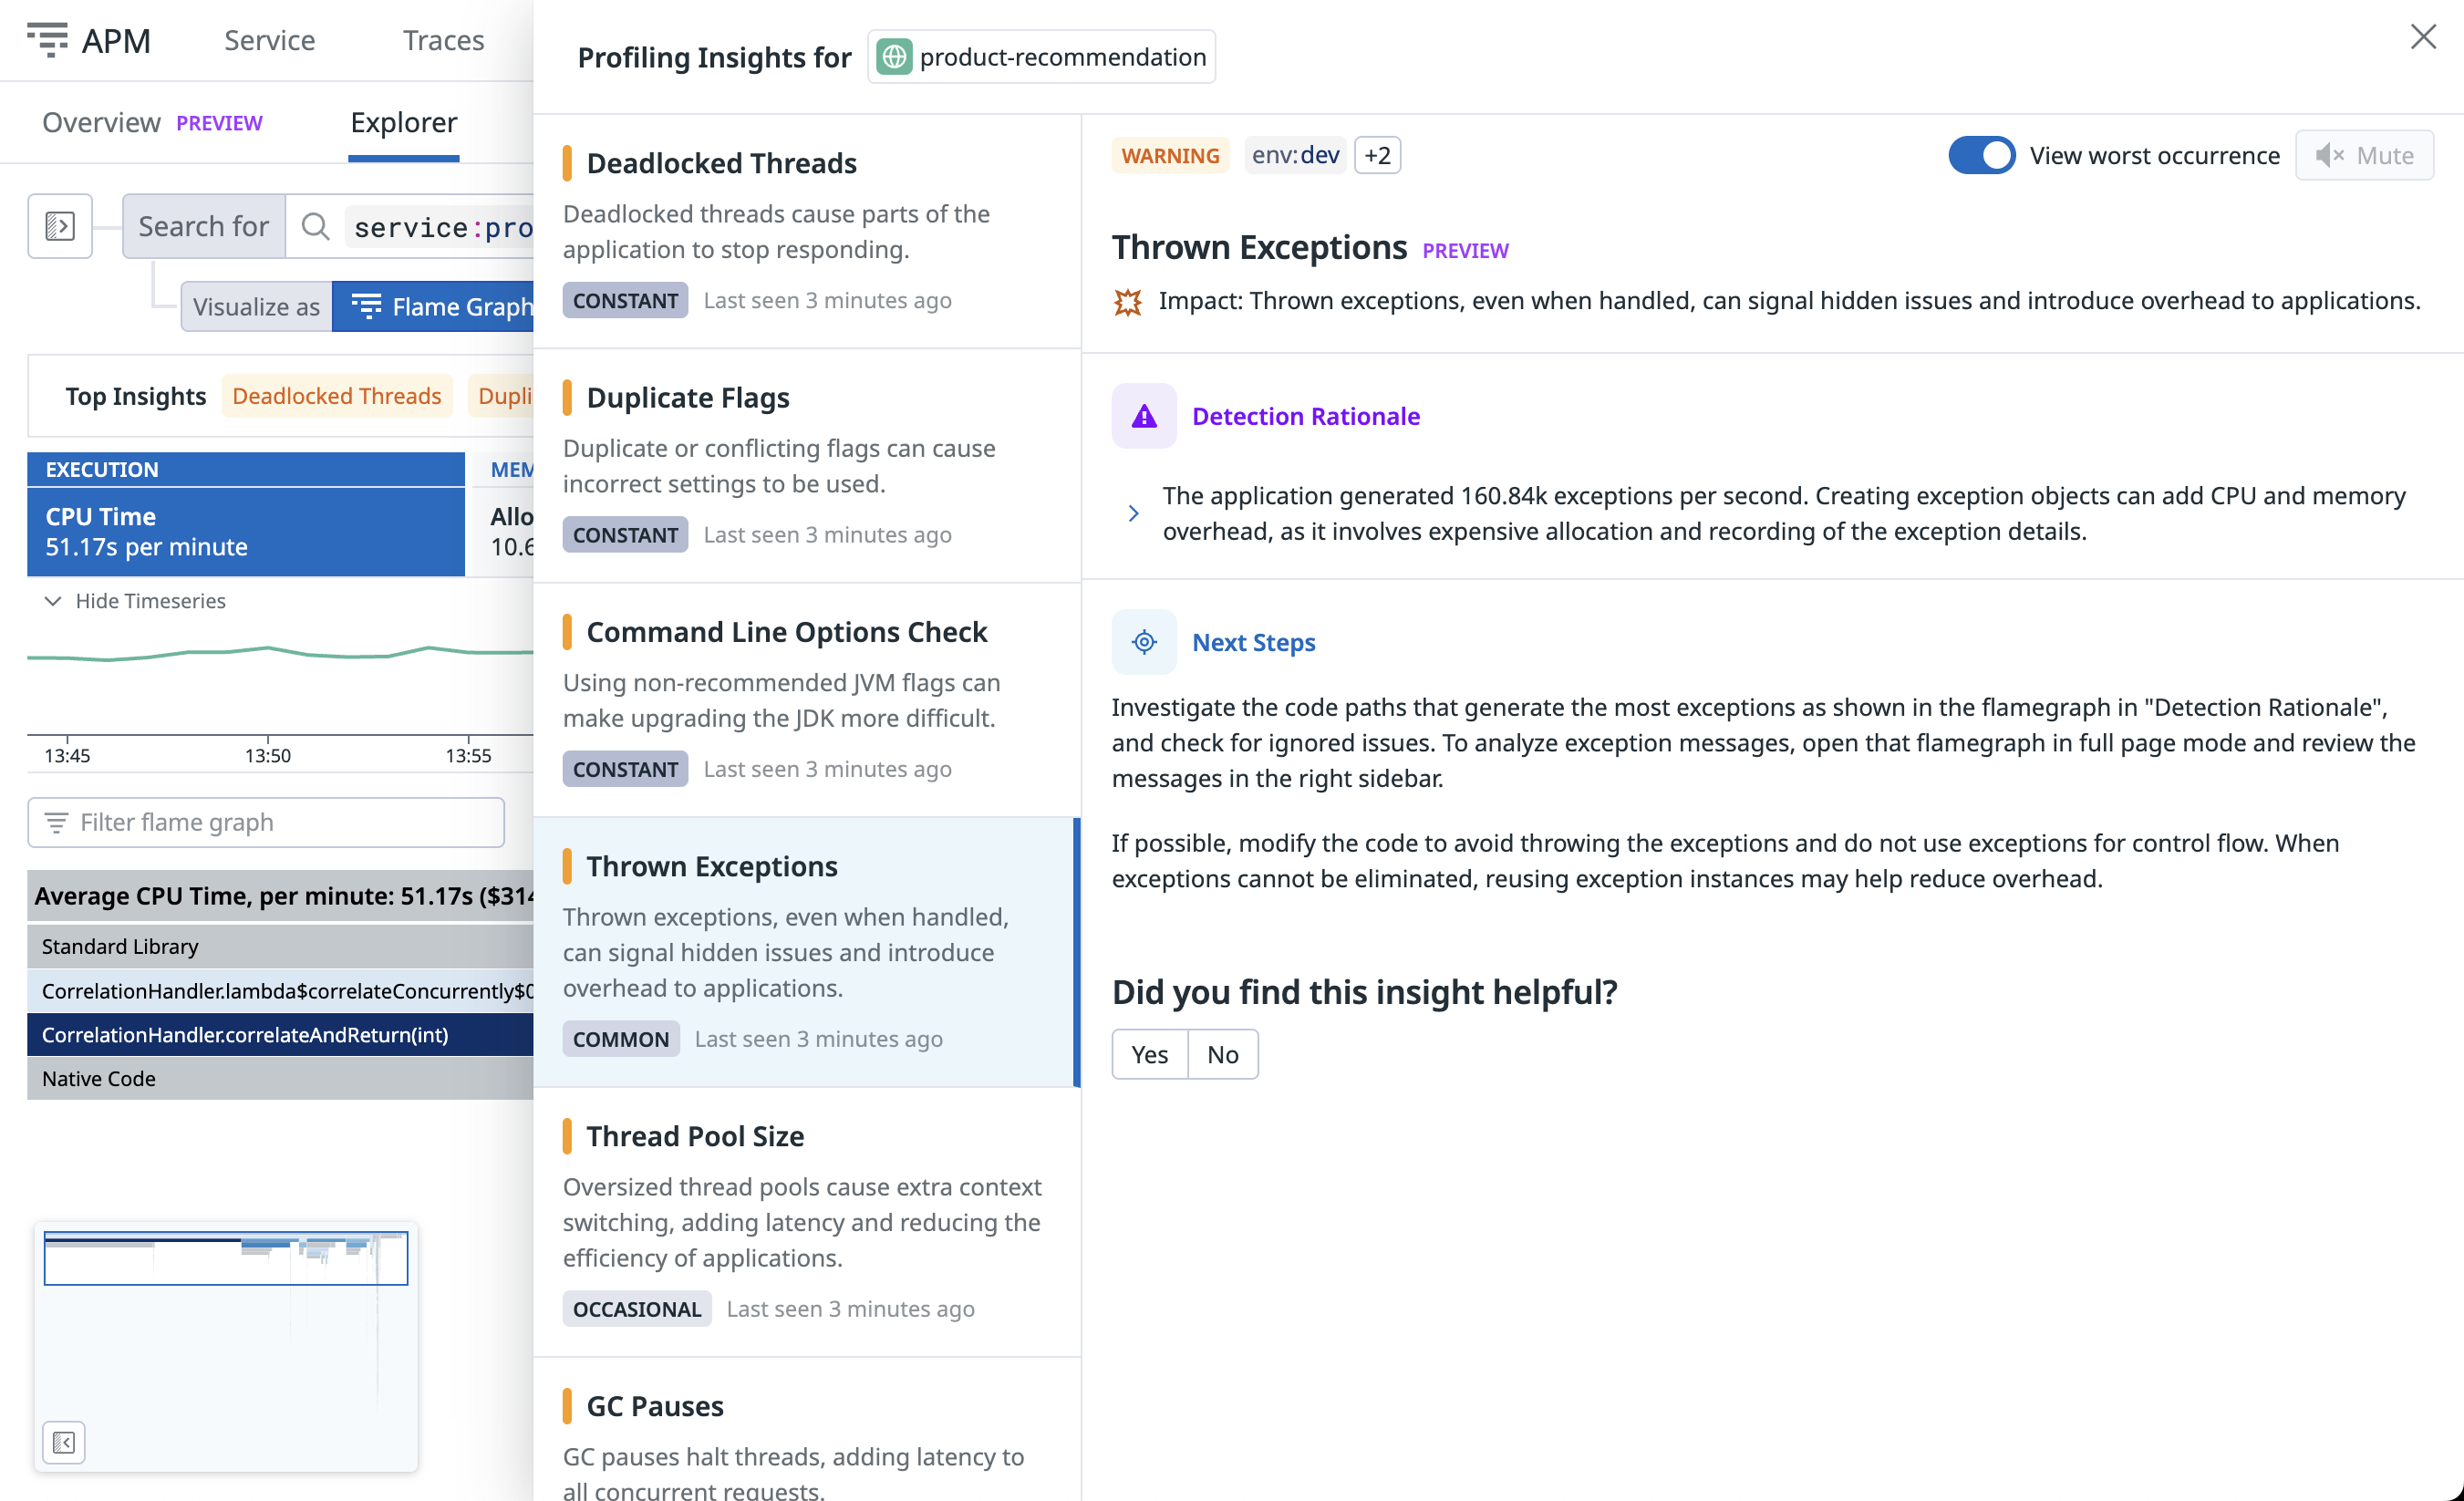 APM
Service
Traces
Overview PREVIEW
Explorer
Search for
service:pro
Visualize as
Flame Graph
Top Insights
Deadlocked Threads
Dupli
EXECUTION
CPU Time
51.17s per minute
MEM
Allo
10.6
Hide Timeseries
13:45
13:50
13:55
Filter flame graph
Average CPU Time, per minute: 51.17s ($314
Standard Library
CorrelationHandler.lambda$correlateConcurrently$0
CorrelationHandler.correlateAndReturn(int)
Native Code
Profiling Insights for product-recommendation
Deadlocked Threads
Deadlocked threads cause parts of the
application to stop responding.
CONSTANT Last seen 3 minutes ago
Duplicate Flags
Duplicate or conflicting flags can cause
incorrect settings to be used.
CONSTANT Last seen 3 minutes ago
Command Line Options Check
Using non-recommended JVM flags can
make upgrading the JDK more difficult.
CONSTANT Last seen 3 minutes ago
Thrown Exceptions
Thrown exceptions, even when handled,
can signal hidden issues and introduce
overhead to applications.
COMMON Last seen 3 minutes ago
Thread Pool Size
Oversized thread pools cause extra context
switching, adding latency and reducing the
efficiency of applications.
OCCASIONAL Last seen 3 minutes ago
GC Pauses
GC pauses halt threads, adding latency to
all concurrent requests.
WARNING env:dev +2
View worst occurrence
Mute
Thrown Exceptions PREVIEW
Impact: Thrown exceptions, even when handled, can signal hidden issues and introduce overhead to applications.
Detection Rationale
The application generated 160.84k exceptions per second. Creating exception objects can add CPU and memory
overhead, as it involves expensive allocation and recording of the exception details.
Next Steps
Investigate the code paths that generate the most exceptions as shown in the flamegraph in "Detection Rationale",
and check for ignored issues. To analyze exception messages, open that flamegraph in full page mode and review the
messages in the right sidebar.
If possible, modify the code to avoid throwing the exceptions and do not use exceptions for control flow. When
exceptions cannot be eliminated, reusing exception instances may help reduce overhead.
Did you find this insight helpful?
Yes
No